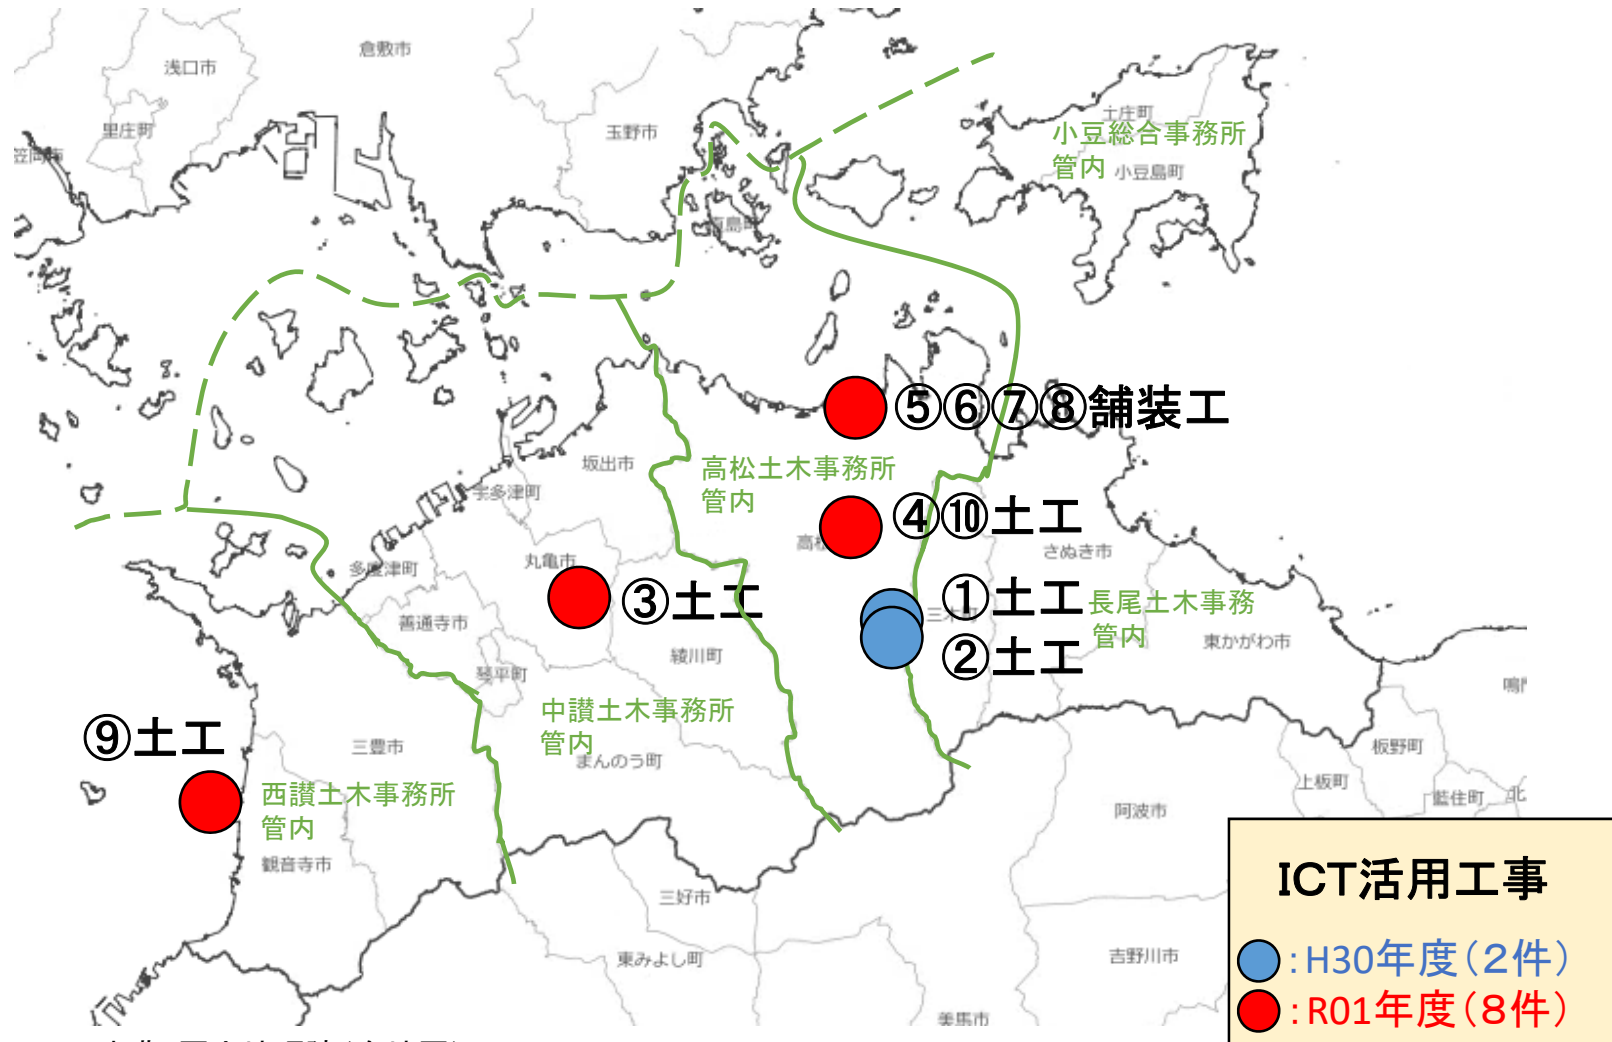 倉敷市
浅口市
里庄町
玉野市
土庄町
小豆総合事務所
管内
小豆島町
⑤⑥⑦⑧舗装工
坂出市
高松土木事務所
管内
宇多津町
④⑩土工
さぬき市
丸亀市
多度津町
③土工
①土工
長尾土木事務
管内
善通寺市
東かがわ市
②土工
綾川町
琴平町
中讃土木事務所
管内
⑨土工
三豊市
まんのう町
板野町
西讃土木事務所
管内
上板町
藍住町
北
阿波市
観音寺市
ICT活用工事
三好市
東みよし町
吉野川市
:H30年度(2件)
:R01年度(8件)
美馬市